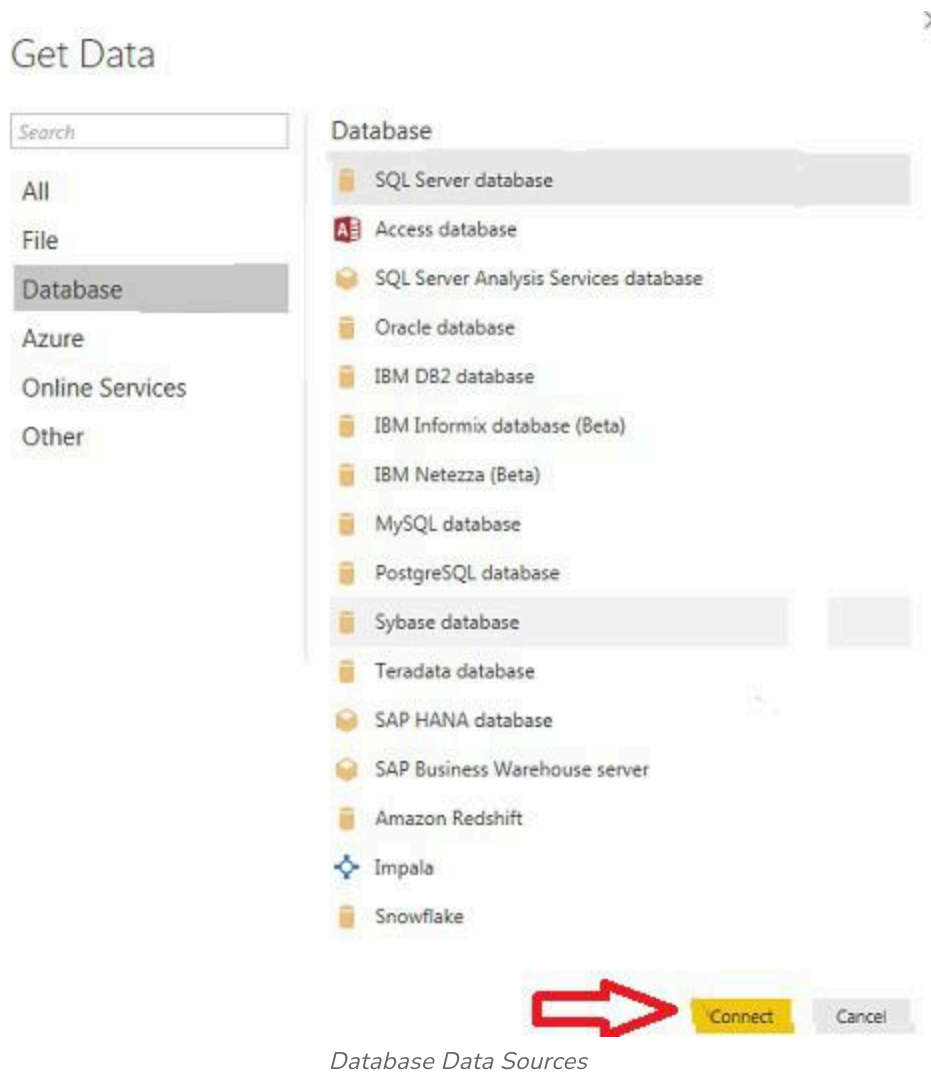 Get Data
Search
All
File
Database
Azure
Online Services
Other
Database
SQL Server database
Access database
SQL Server Analysis Services database
Oracle database
IBM DB2 database
IBM Informix database (Beta)
IBM Netezza (Beta)
MySQL database
PostgreSQL database
Sybase database
Teradata database
SAP HANA database
SAP Business Warehouse server
Amazon Redshift
Impala
Snowflake
Connect
Cancel
Database Data Sources